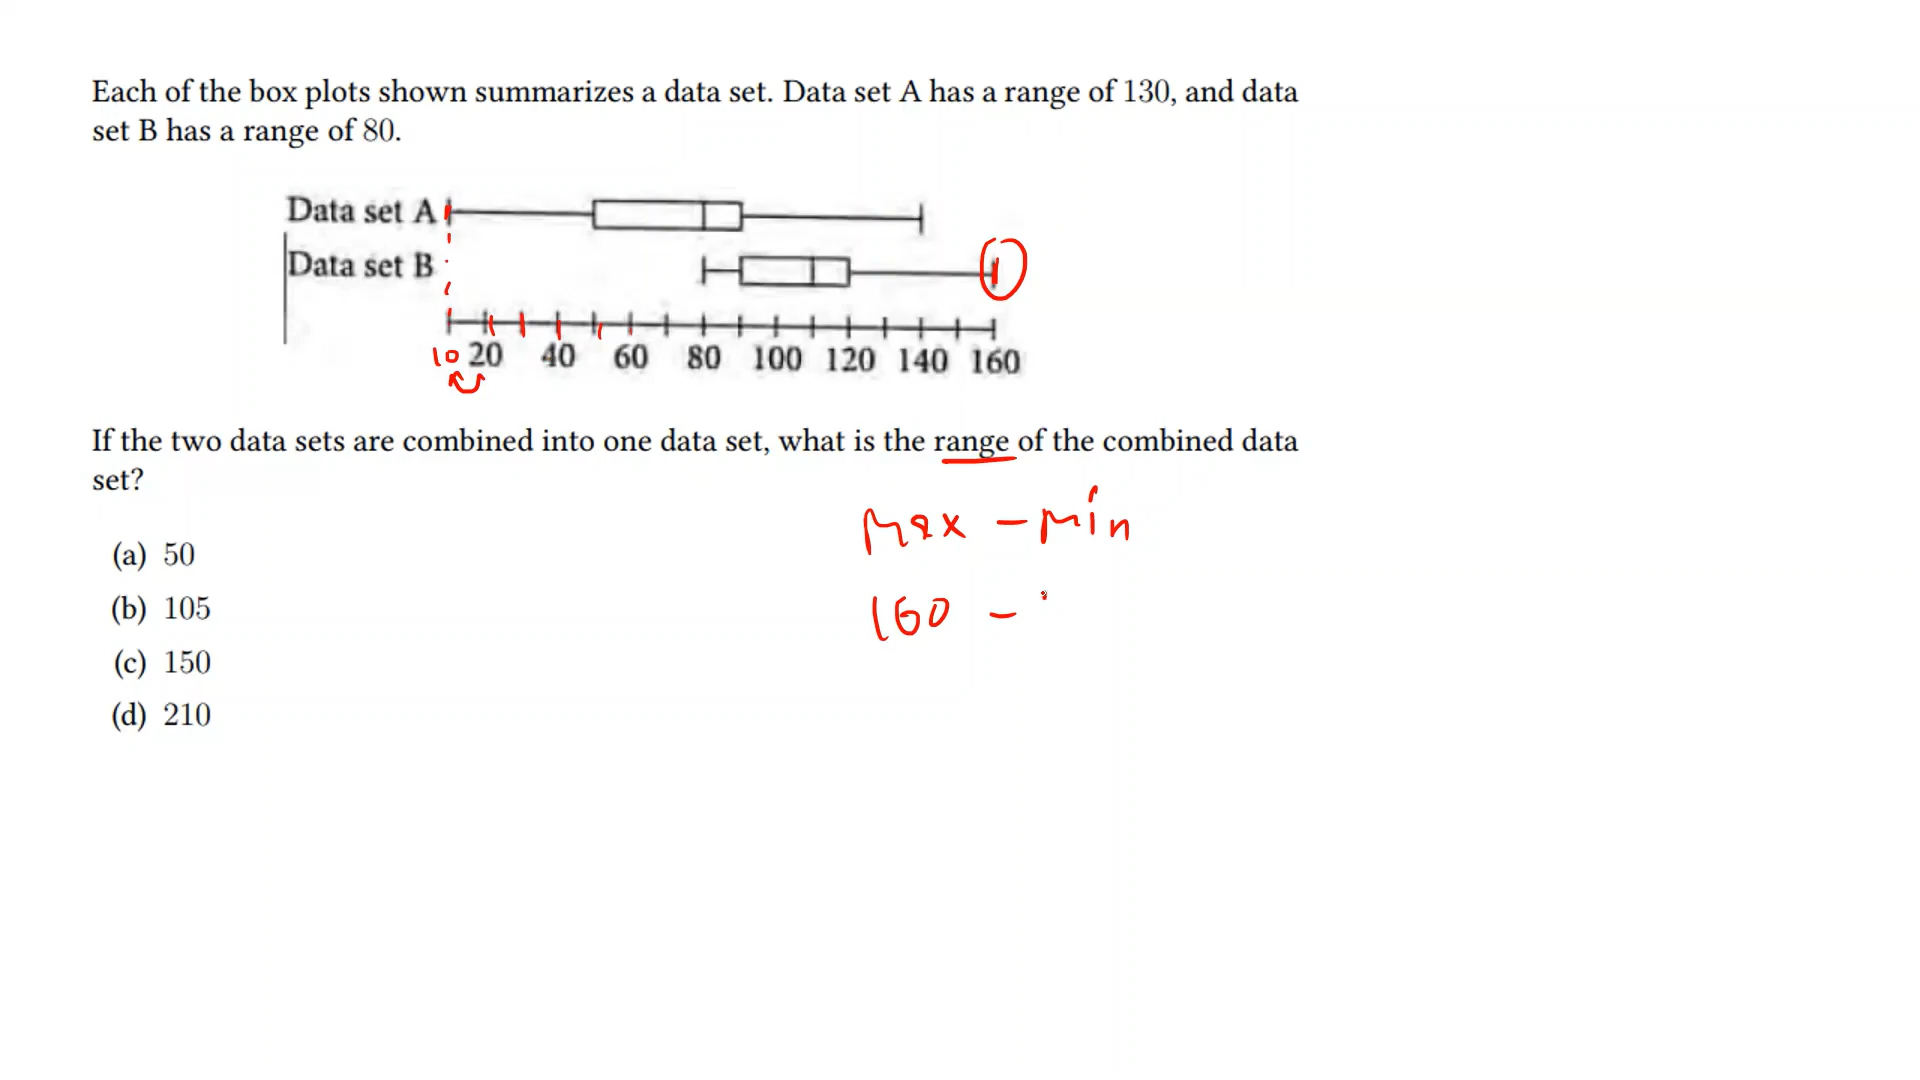 Each of the box plots shown summarizes a data set. Data set A has a range of 130, and data
set B has a range of 80.
Data set A
Data set B
10 20 40 60 80 100 120 140 160
If the two data sets are combined into one data set, what is the range of the combined data
set?
max - min
160 -
(a) 50
(b) 105
(c) 150
(d) 210